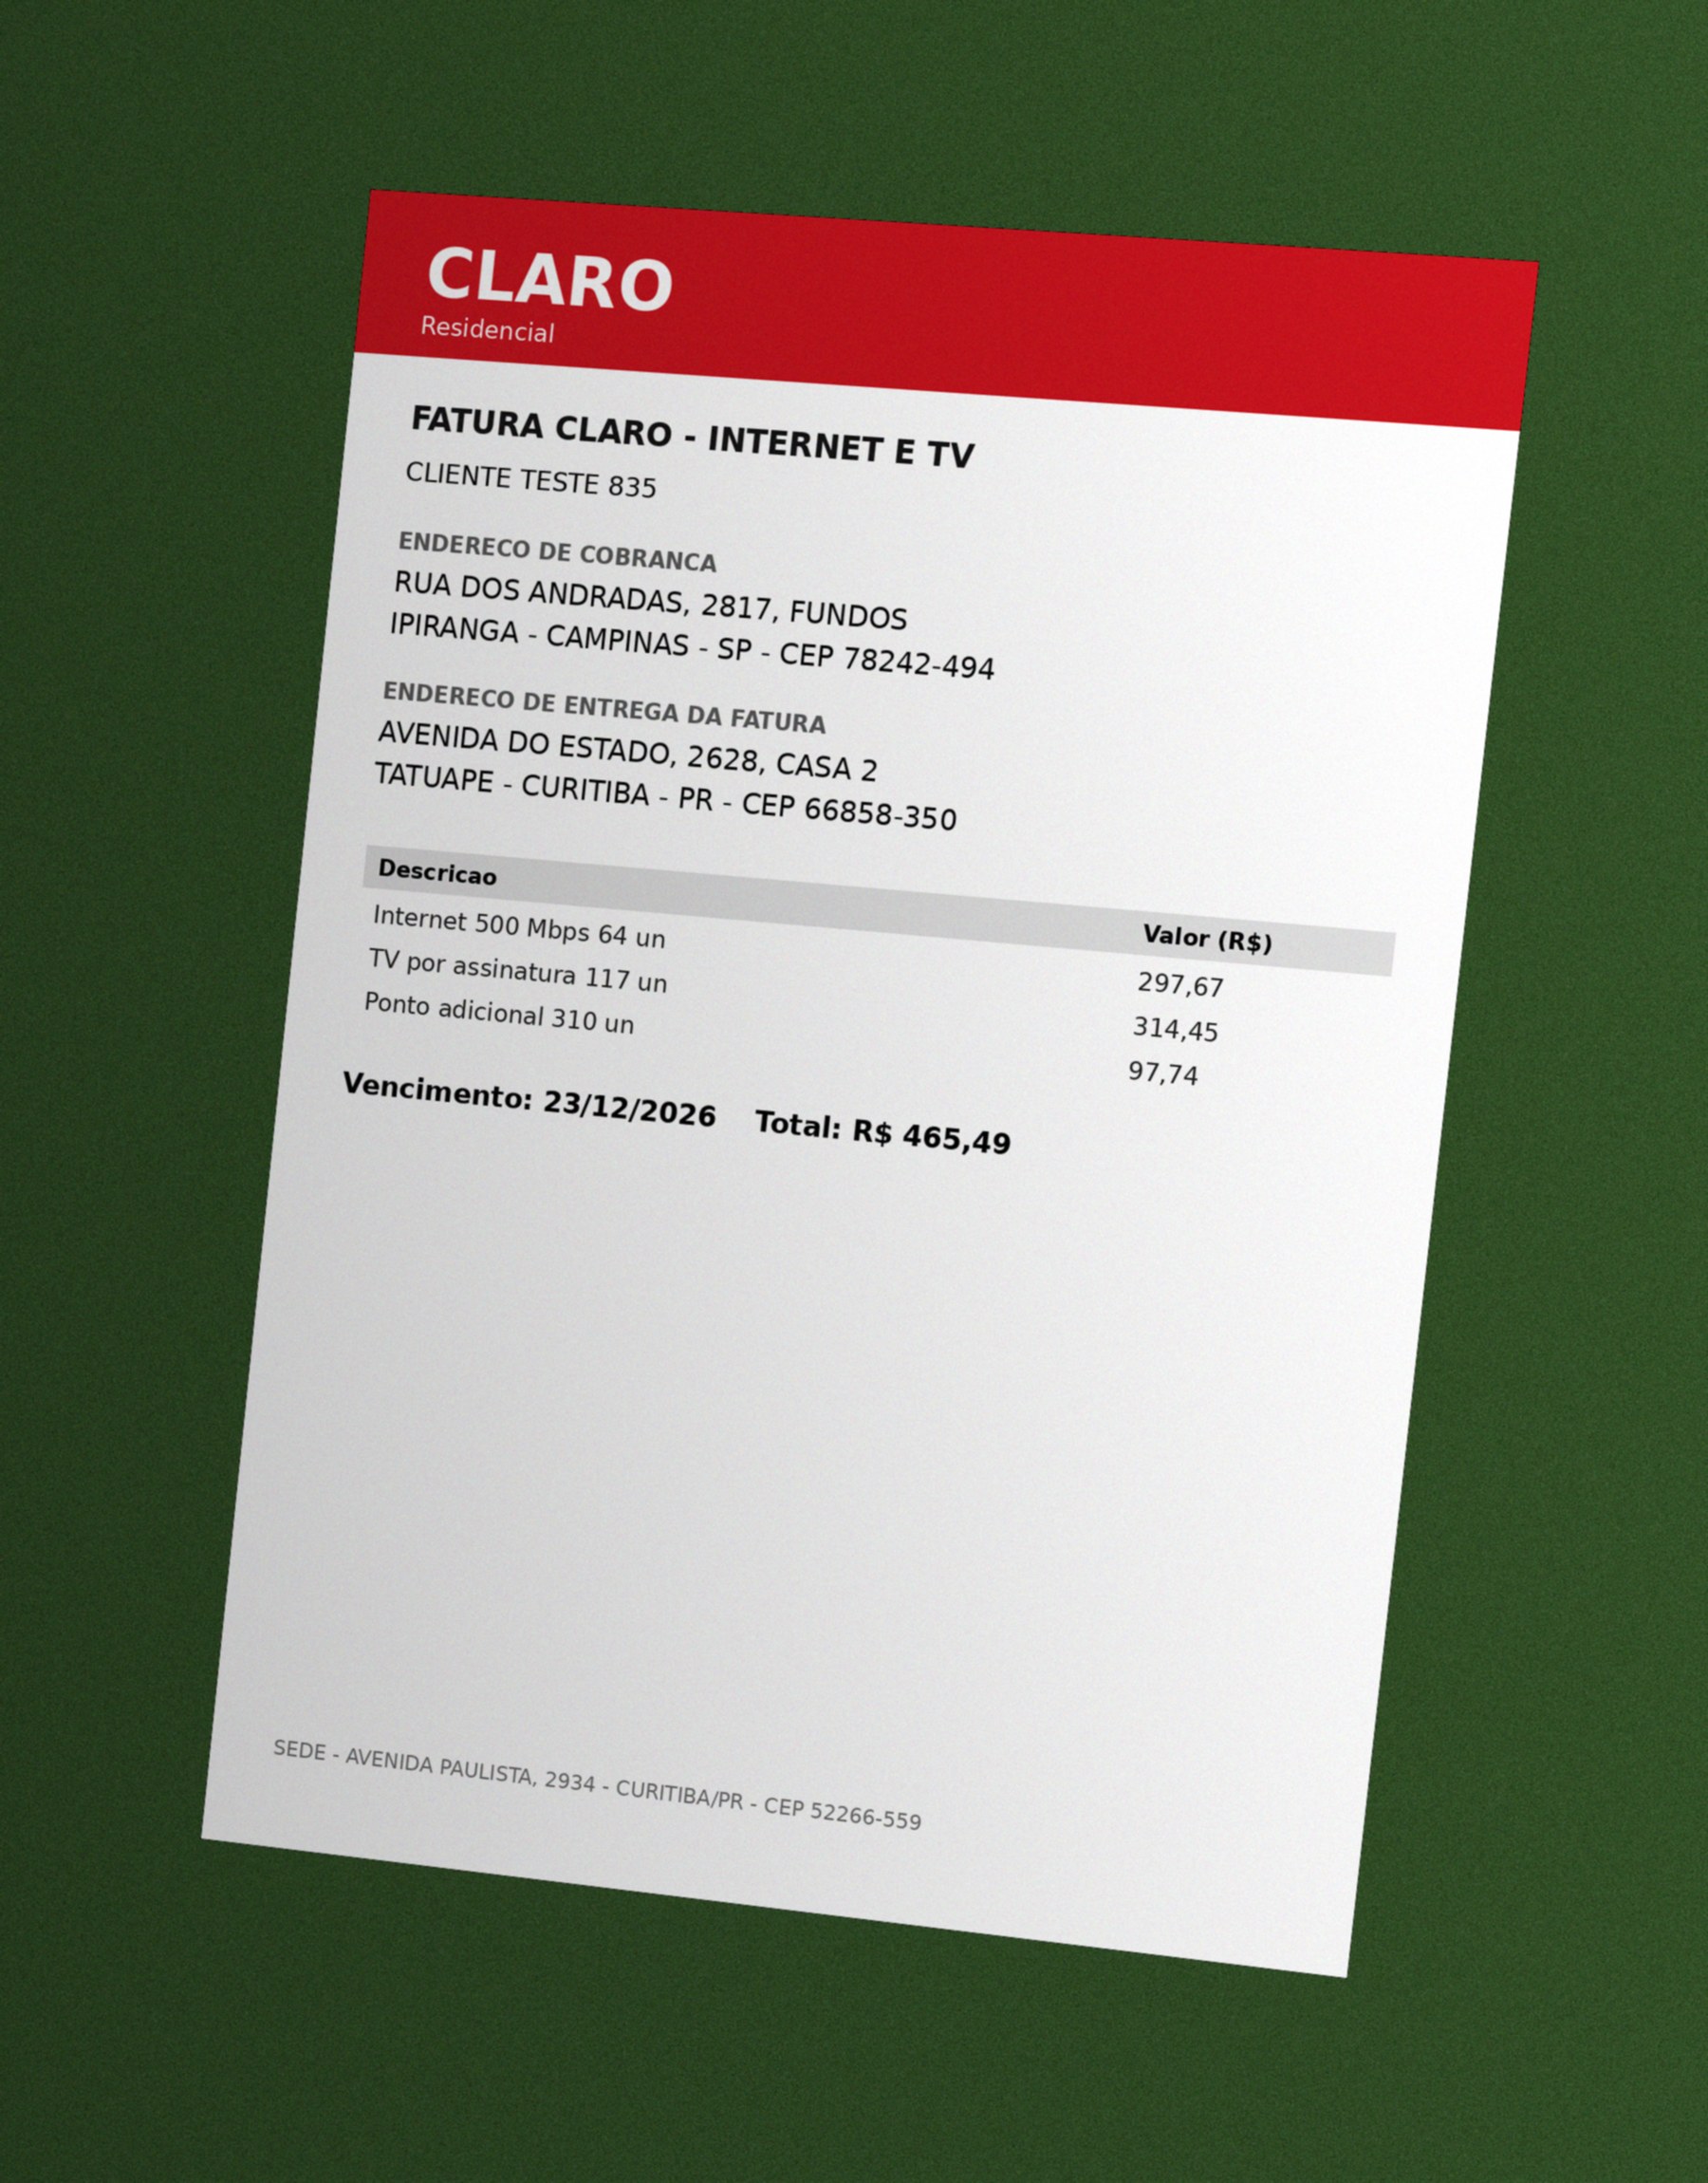 CLARO
Residencial
FATURA CLARO - INTERNET E TV
CLIENTE TESTE 835
ENDERECO DE COBRANCA
RUA DOS ANDRADAS, 2817, FUNDOS
IPIRANGA - CAMPINAS - SP - CEP 78242-494
ENDERECO DE ENTREGA DA FATURA
AVENIDA DO ESTADO, 2628, CASA 2
TATUAPE - CURITIBA - PR - CEP 66858-350
Descricao Valor (R$)
Internet 500 Mbps 64 un 297,67
TV por assinatura 117 un 314,45
Ponto adicional 310 un 97,74
Vencimento: 23/12/2026 Total: R$ 465,49
SEDE - AVENIDA PAULISTA, 2934 - CURITIBA/PR - CEP 52266-559